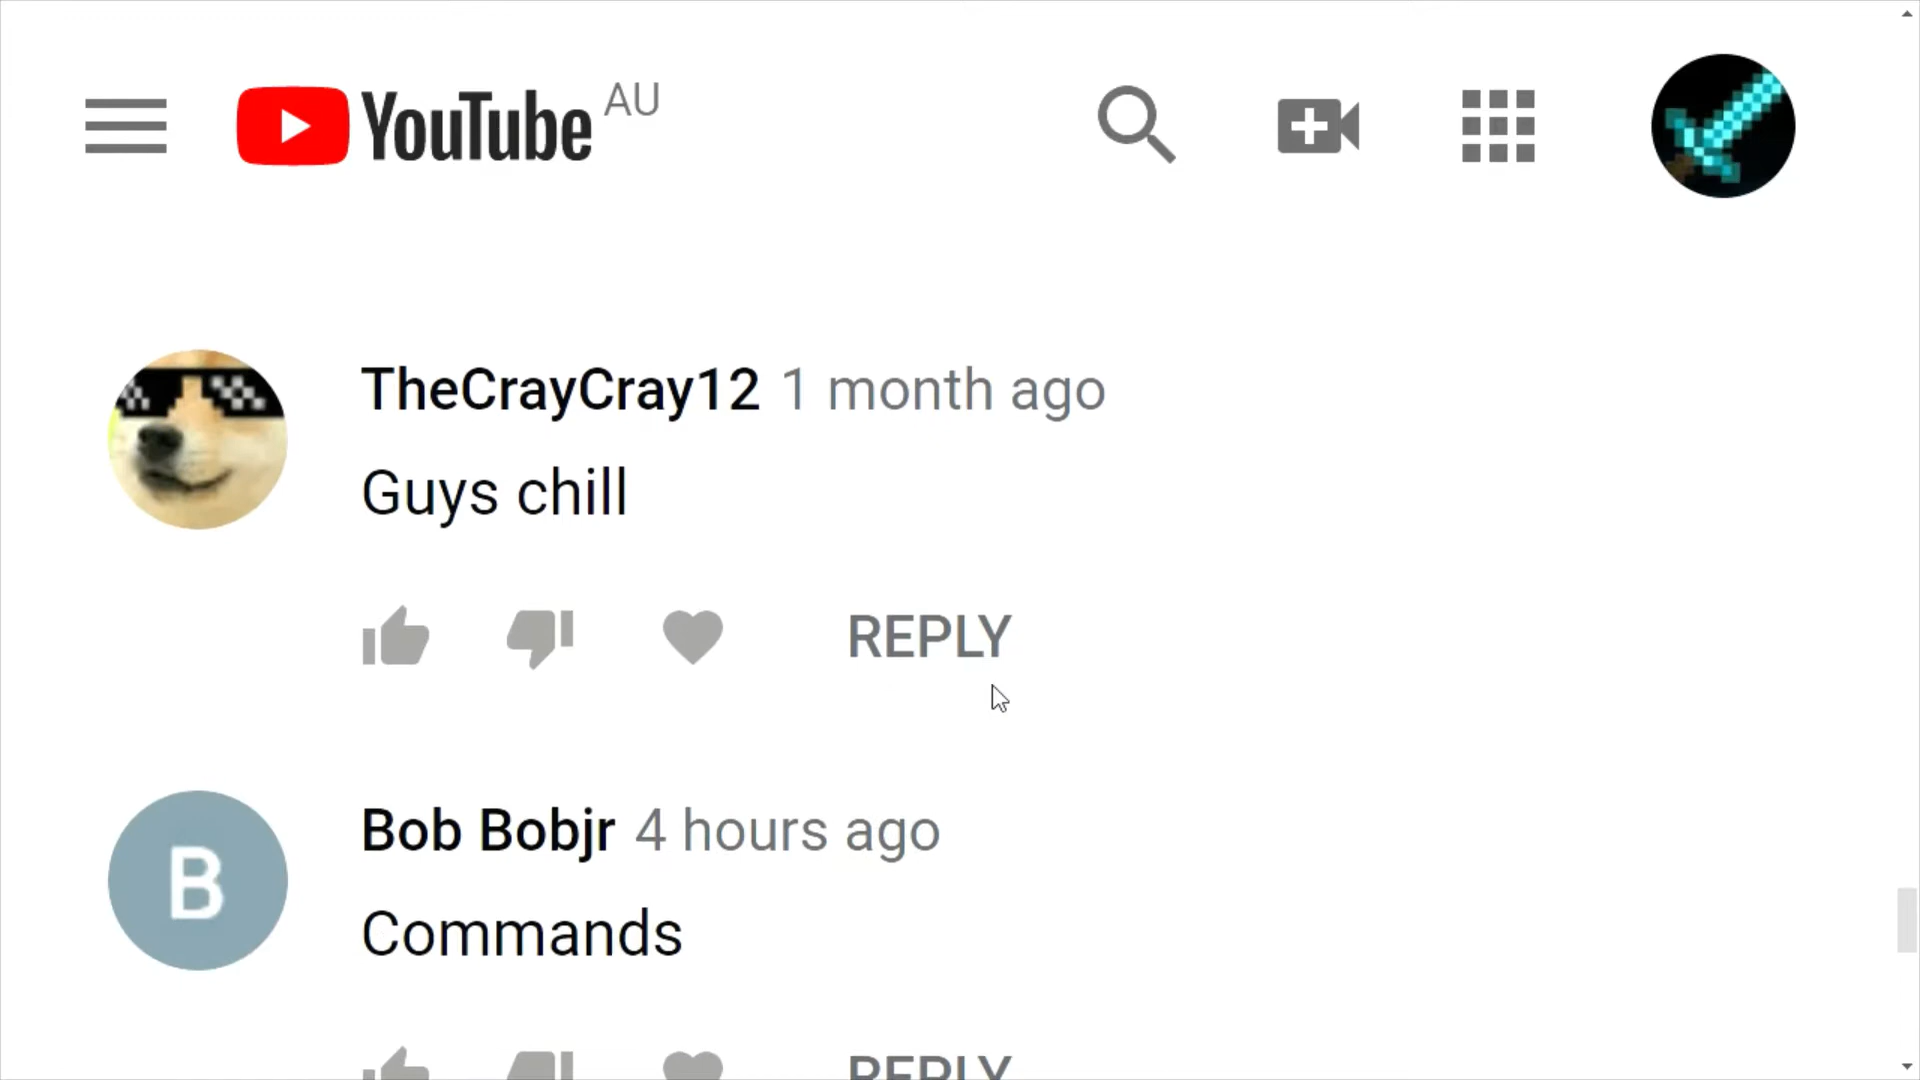 YouTube AU
TheCrayCray12 1 month ago
Guys chill
REPLY
B
Bob Bobjr 4 hours ago
Commands
REPLY